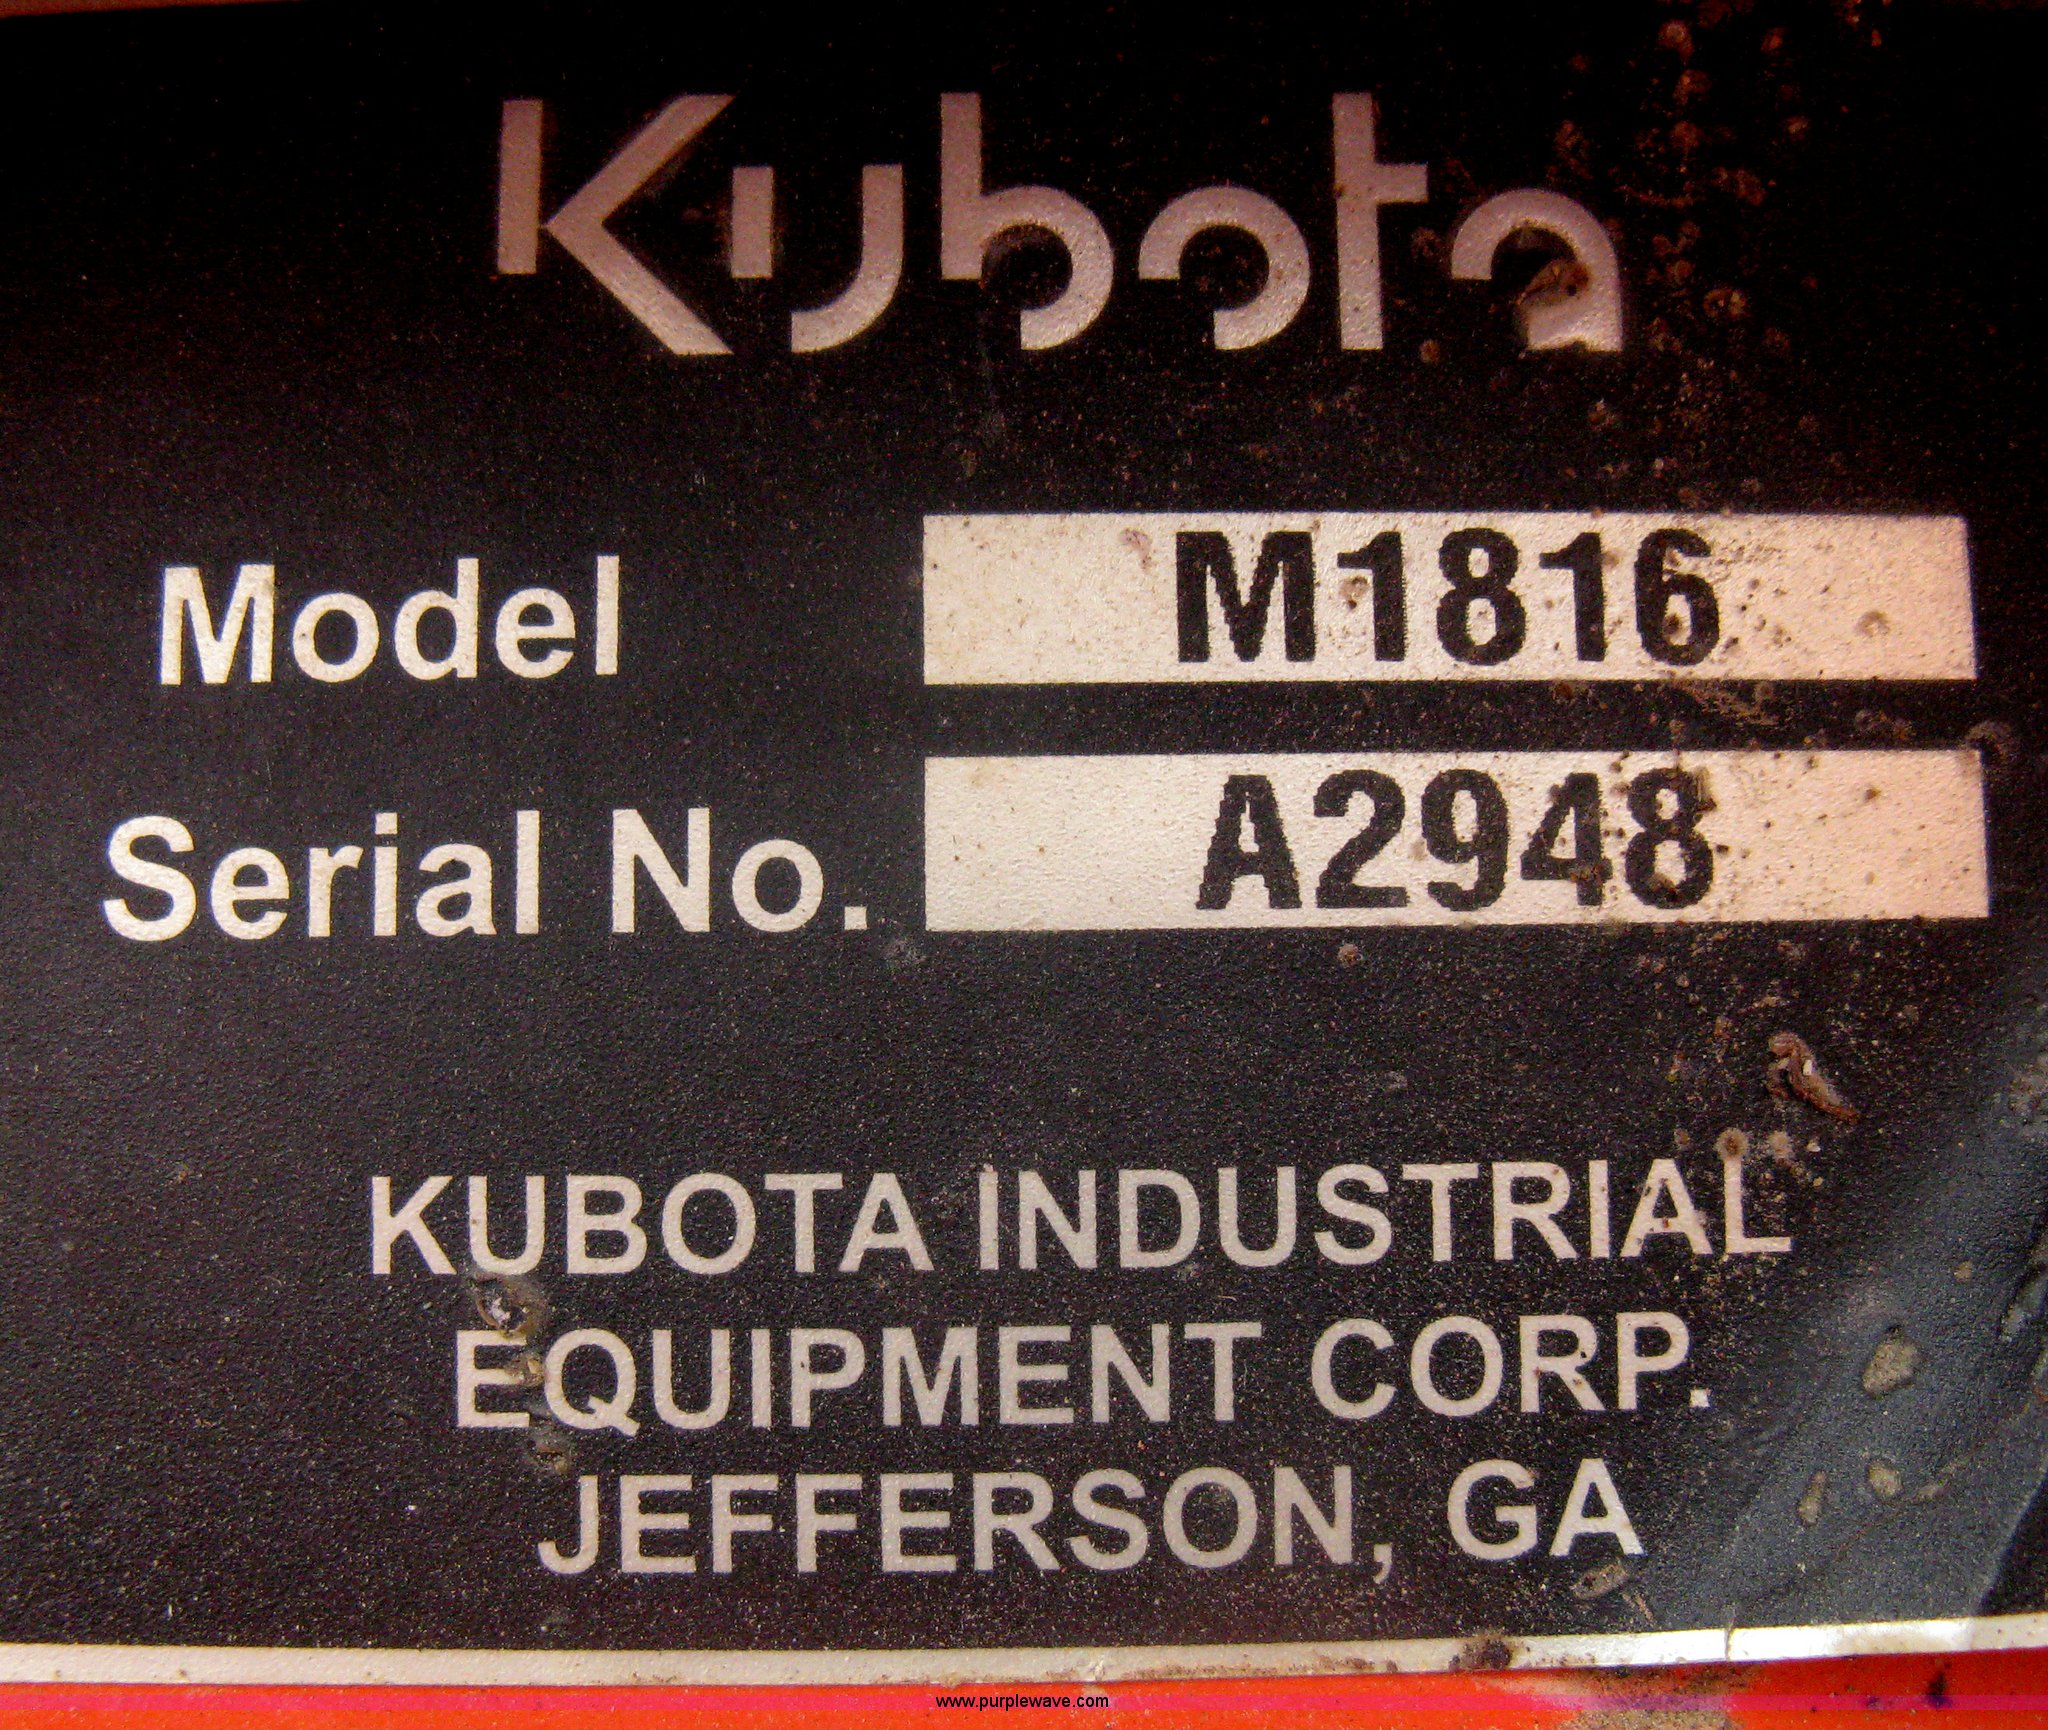 Kubota
Model M1816
Serial No. A2948
KUBOTA INDUSTRIAL
EQUIPMENT CORP.
JEFFERSON, GA
www.purplewave.com